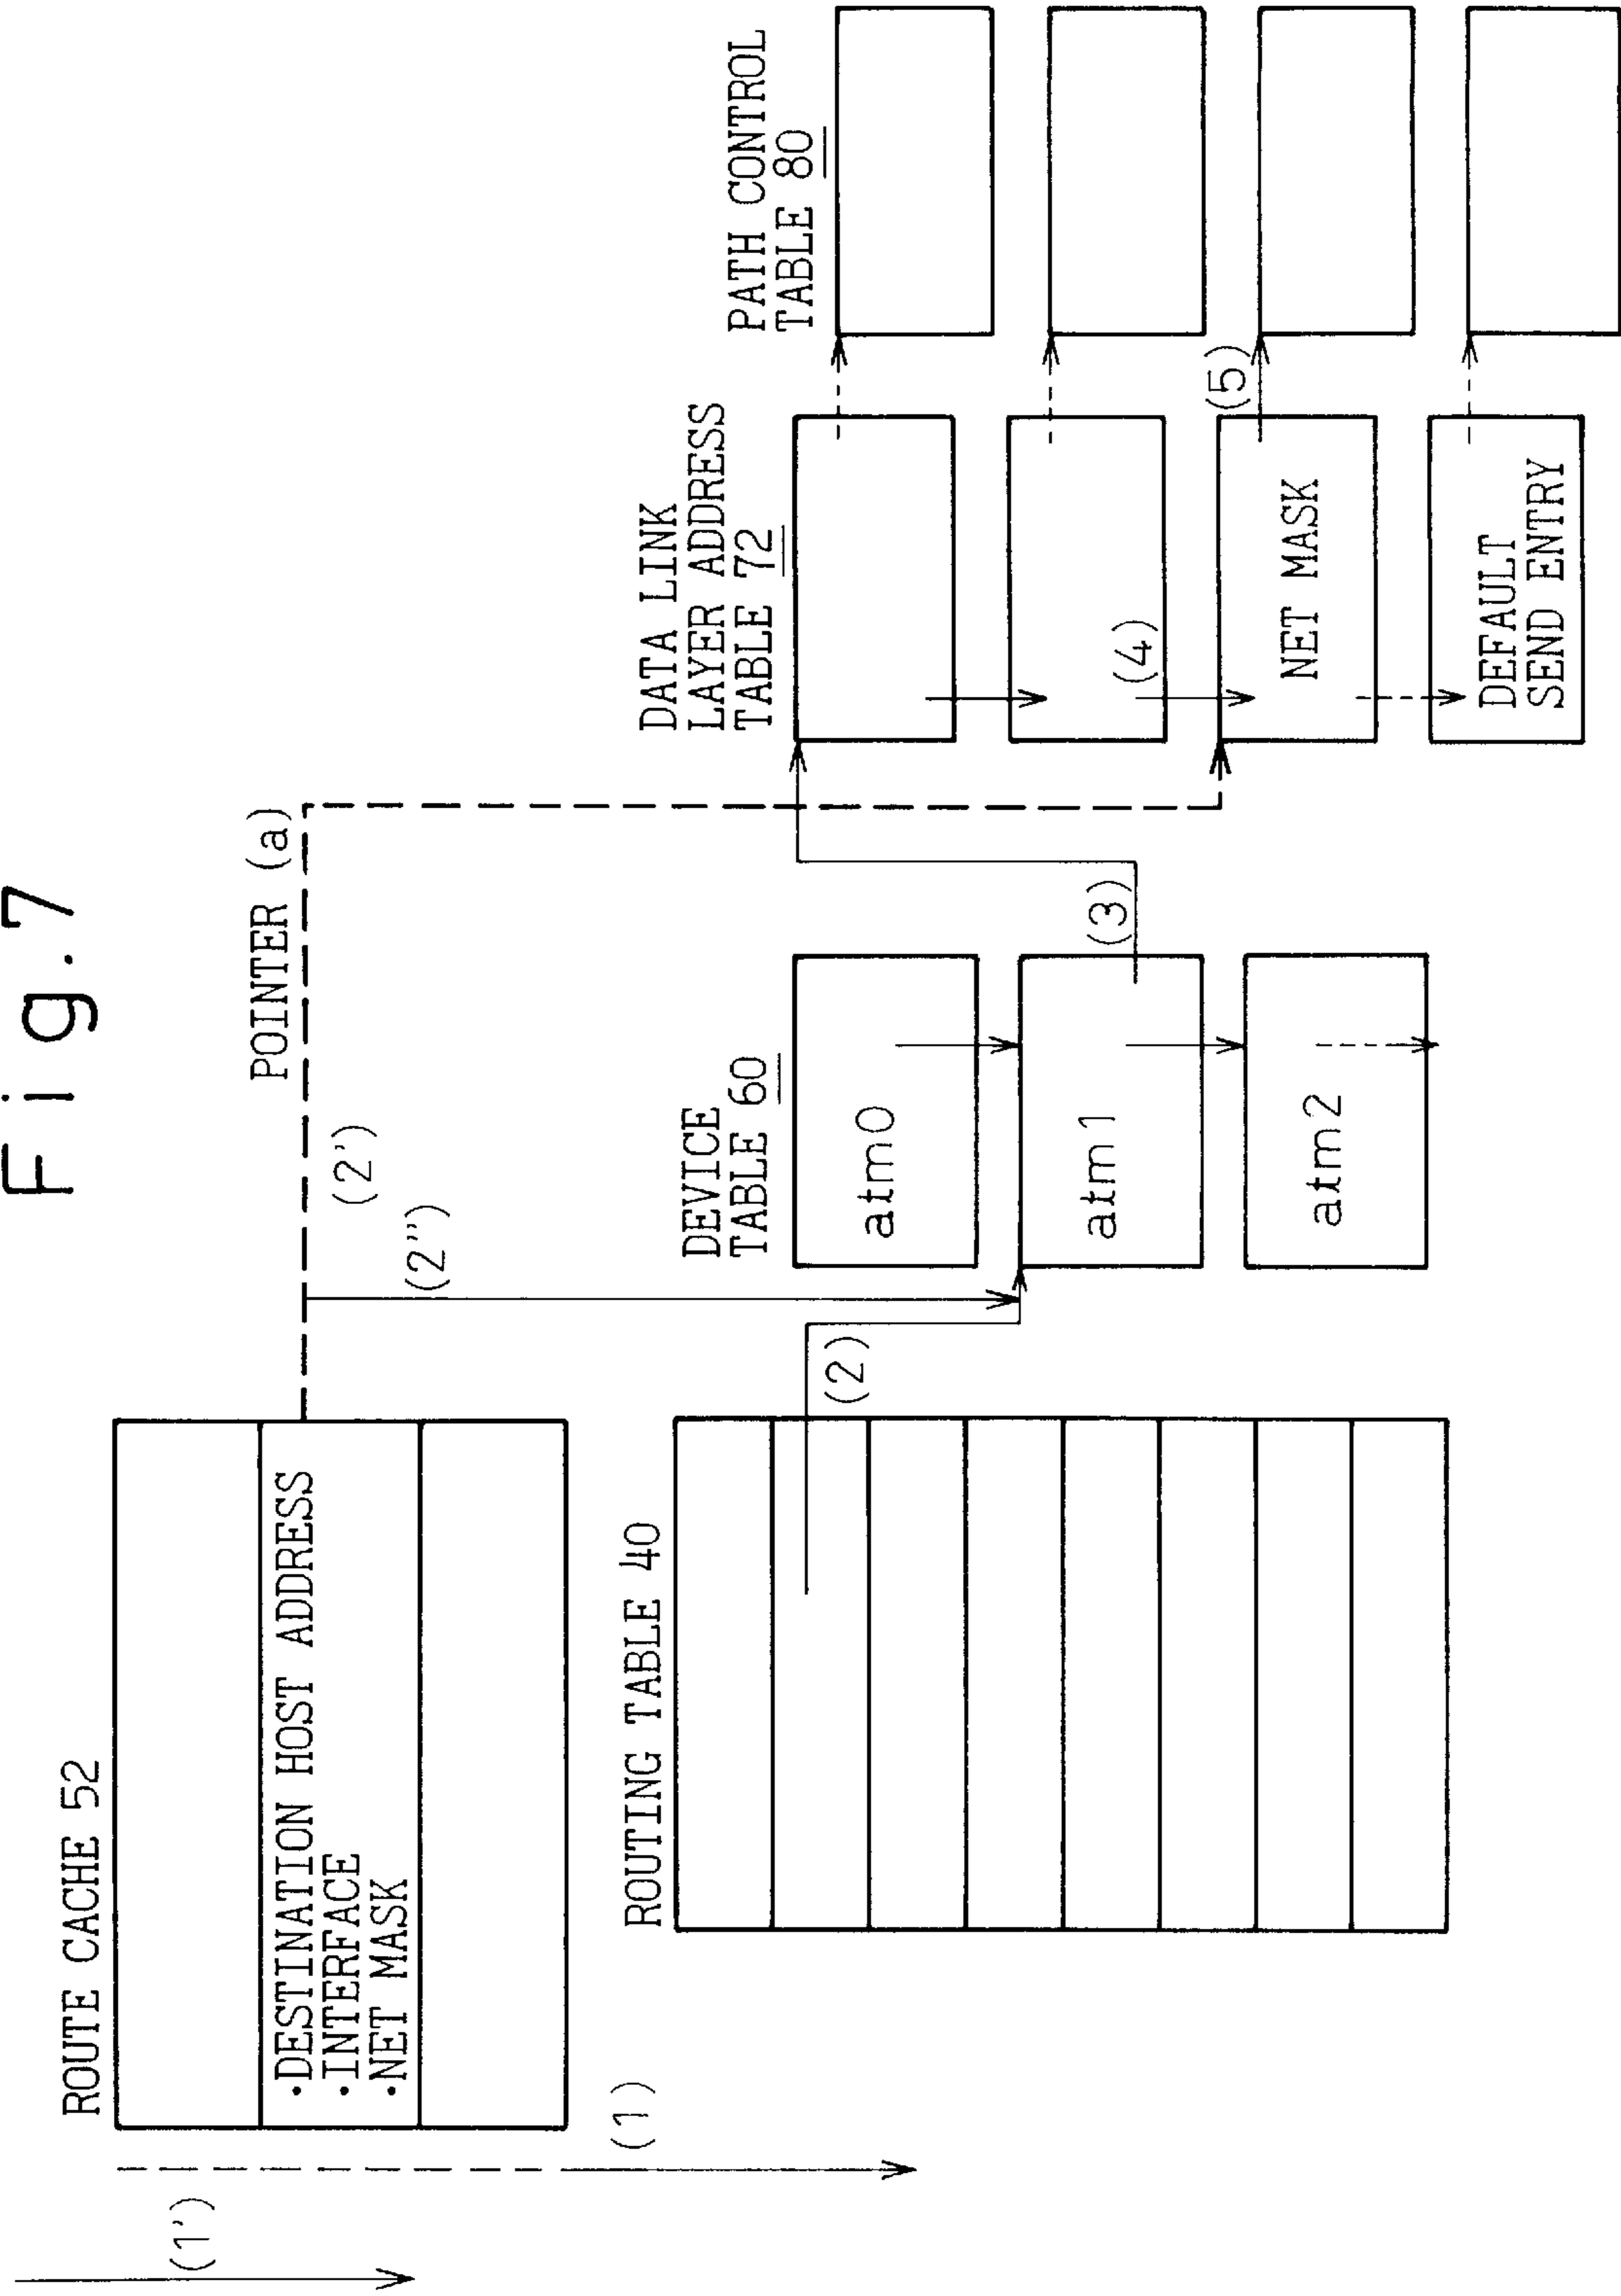 Fig.7
ROUTE CACHE 52
·DESTINATION HOST ADDRESS
·INTERFACE
·NET MASK
(1')
(1)
POINTER (a)
(2')
(2'')
ROUTING TABLE 40
(2)
DEVICE
TABLE 60
atm0
atm1
atm2
(3)
DATA LINK
LAYER ADDRESS
TABLE 72
(4)
NET MASK
DEFAULT
SEND ENTRY
(5)
PATH CONTROL
TABLE 80